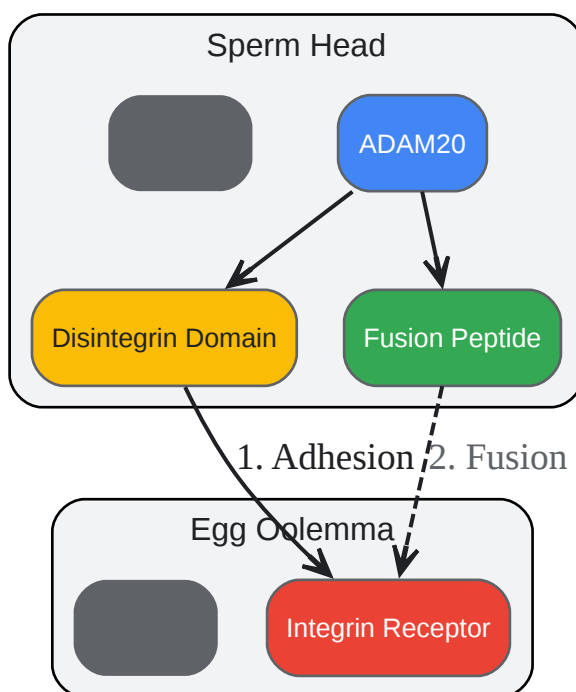 Sperm Head
ADAM20
Disintegrin Domain
Fusion Peptide
1. Adhesion
2. Fusion
Egg Oolemma
Integrin Receptor